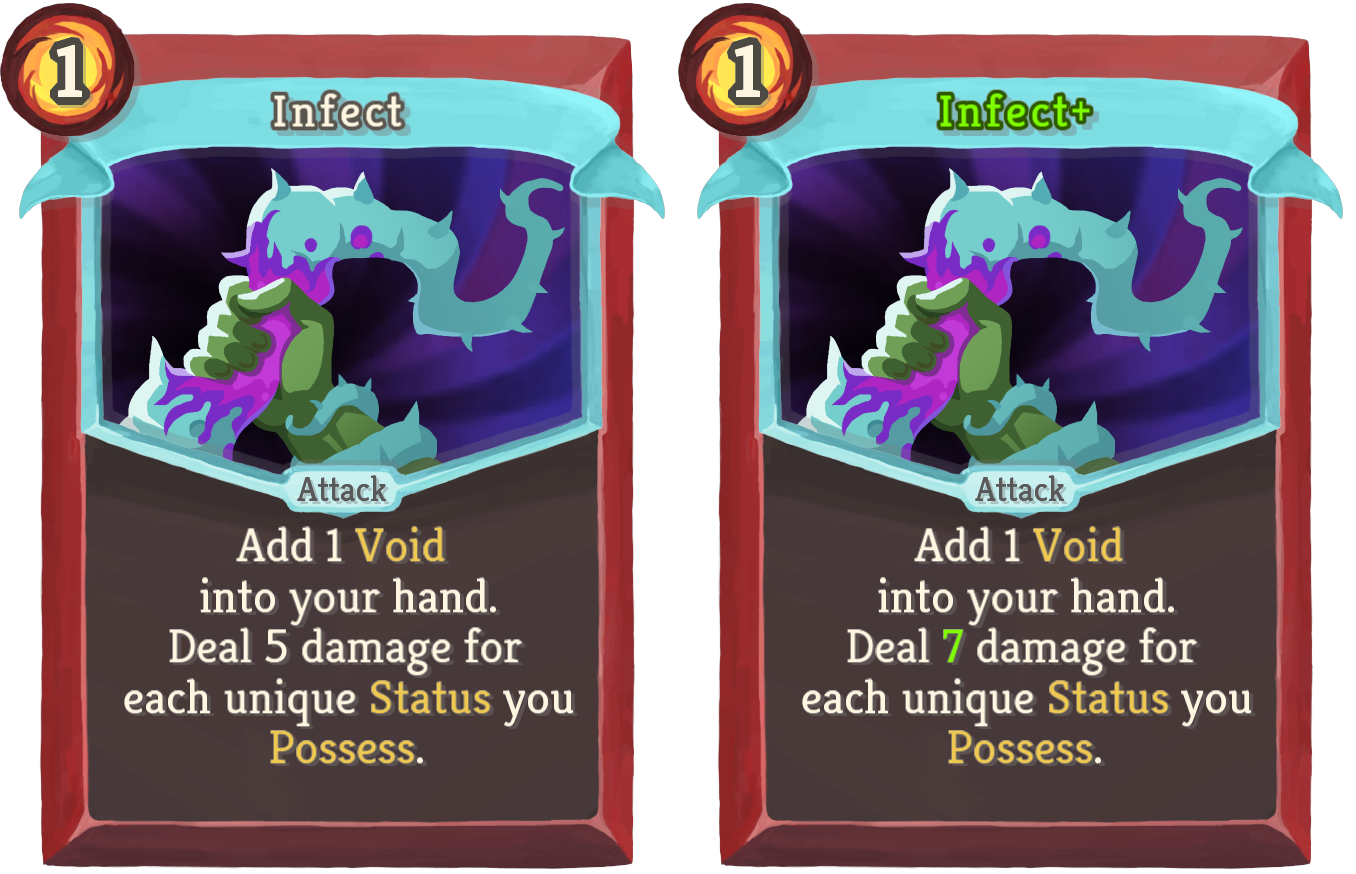 1
Infect
Attack
Add 1 Void
into your hand.
Deal 5 damage for
each unique Status you
Possess.
1
Infect+
Attack
Add 1 Void
into your hand.
Deal 7 damage for
each unique Status you
Possess.